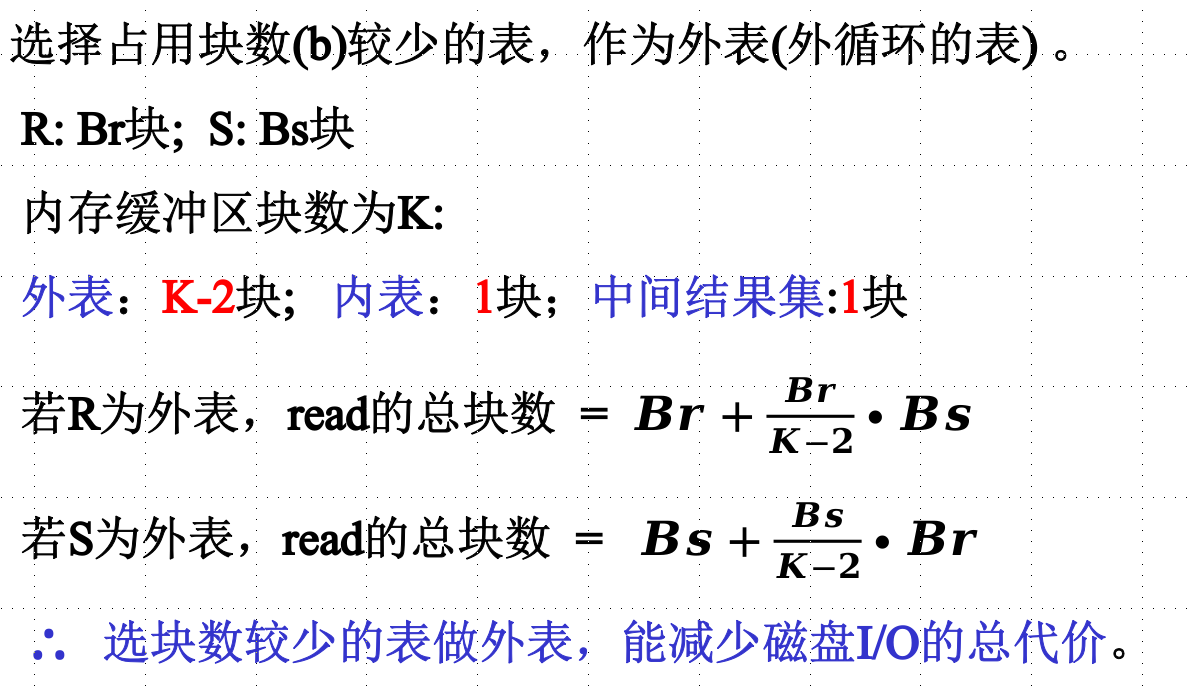 选择占用块数(b)较少的表，作为外表(外循环的表) 。
R: Br块; S: Bs块
内存缓冲区块数为K:
外表：K-2块; 内表：1块；中间结果集:1块
若R为外表，read的总块数 = Br + Br/(K−2) • Bs
若S为外表，read的总块数 = Bs + Bs/(K−2) • Br
∴ 选块数较少的表做外表，能减少磁盘I/O的总代价。